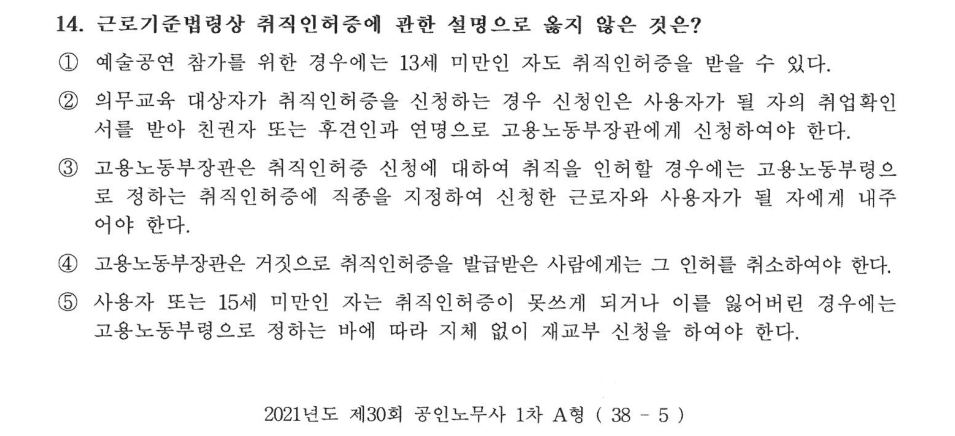 14. 근로기준법령상 취직인허증에 관한 설명으로 옳지 않은 것은?
① 예술공연 참가를 위한 경우에는 13세 미만인 자도 취직인허증을 받을 수 있다.
② 의무교육 대상자가 취직인허증을 신청하는 경우 신청인은 사용자가 될 자의 취업확인
서를 받아 친권자 또는 후견인과 연명으로 고용노동부장관에게 신청하여야 한다.
③ 고용노동부장관은 취직인허증 신청에 대하여 취직을 인허할 경우에는 고용노동부령으
로 정하는 취직인허증에 직종을 지정하여 신청한 근로자와 사용자가 될 자에게 내주
어야 한다.
④ 고용노동부장관은 거짓으로 취직인허증을 발급받은 사람에게는 그 인허를 취소하여야 한다.
⑤ 사용자 또는 15세 미만인 자는 취직인허증이 못쓰게 되거나 이를 잃어버린 경우에는
고용노동부령으로 정하는 바에 따라 지체 없이 재교부 신청을 하여야 한다.
2021년도 제30회 공인노무사 1차 A형 ( 38 - 5 )